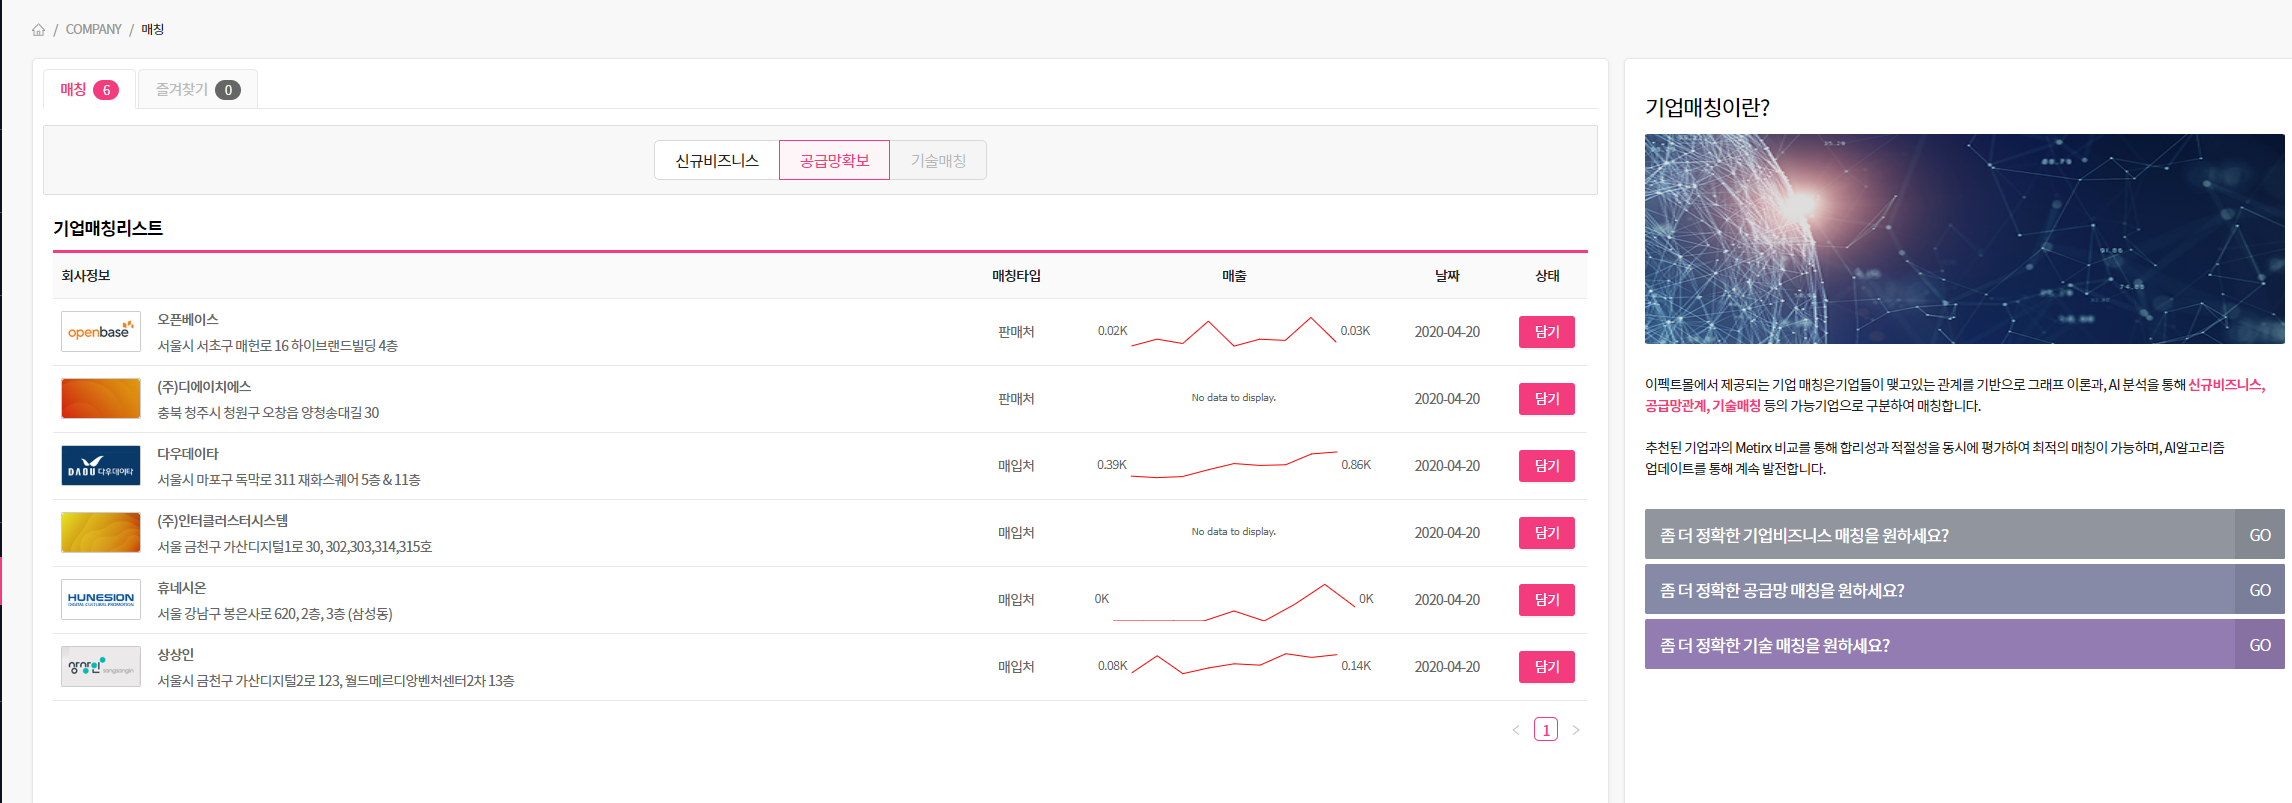 / COMPANY / 매칭
매칭 6 즐겨찾기 0
신규비즈니스 공급망확보 기술매칭
기업매칭리스트
회사정보 매칭타입 매출 날짜 상태
openbase
오픈베이스
서울시 서초구 매헌로 16 하이브랜드빌딩 4층
판매처 0.02K 0.03K 2020-04-20 담기
(주)디에이치에스
충북 청주시 청원구 오창읍 양청송대길 30
판매처 No data to display. 2020-04-20 담기
DAOU 다우데이타
다우데이타
서울시 마포구 독막로 311 재화스퀘어 5층 & 11층
매입처 0.39K 0.86K 2020-04-20 담기
(주)인터클러스터시스템
서울 금천구 가산디지털1로 30, 302,303,314,315호
매입처 No data to display. 2020-04-20 담기
HUNESION
DIGITAL CULTURAL PROMOTION
휴네시온
서울 강남구 봉은사로 620, 2층, 3층 (삼성동)
매입처 0K 0K 2020-04-20 담기
상상인 sangsangin
상상인
서울시 금천구 가산디지털2로 123, 월드메르디앙벤처센터2차 13층
매입처 0.08K 0.14K 2020-04-20 담기
< 1 >
기업매칭이란?
이펙트몰에서 제공되는 기업 매칭은기업들이 맺고있는 관계를 기반으로 그래프 이론과, AI 분석을 통해 신규비즈니스,
공급망관계, 기술매칭 등의 가능기업으로 구분하여 매칭합니다.
추천된 기업과의 Metirx 비교를 통해 합리성과 적절성을 동시에 평가하여 최적의 매칭이 가능하며, AI알고리즘
업데이트를 통해 계속 발전합니다.
좀 더 정확한 기업비즈니스 매칭을 원하세요? GO
좀 더 정확한 공급망 매칭을 원하세요? GO
좀 더 정확한 기술 매칭을 원하세요? GO